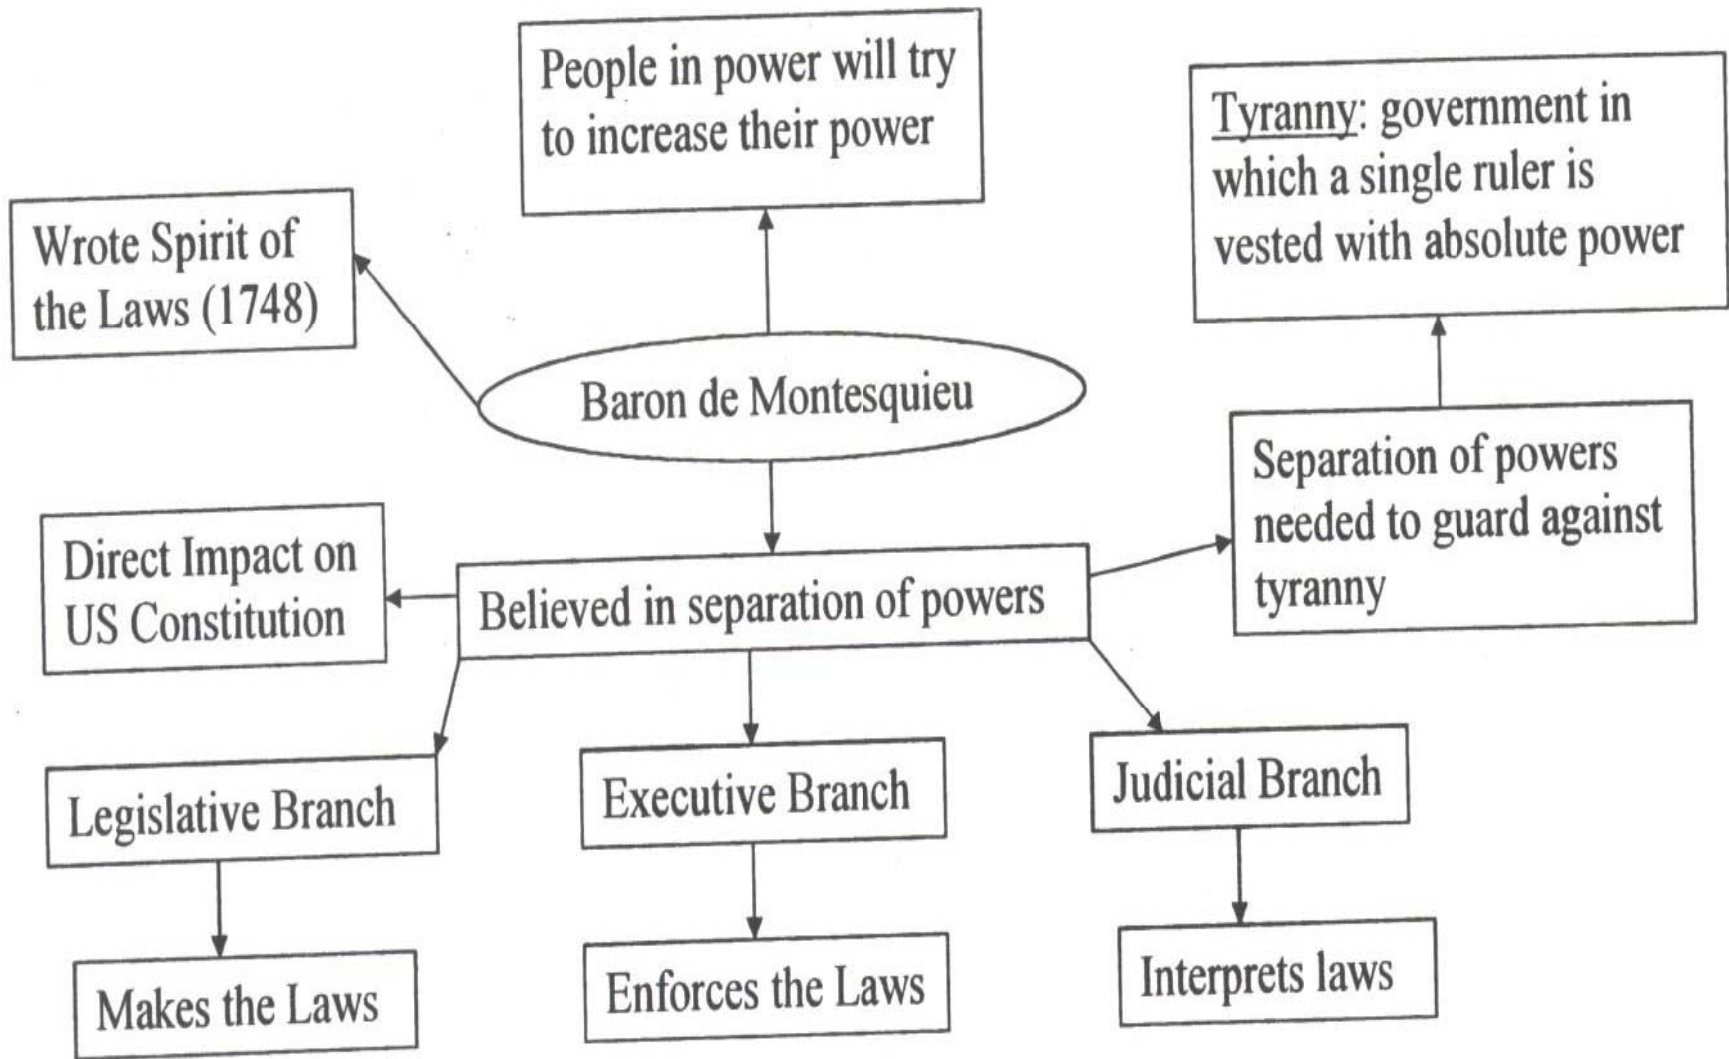 People in power will try
to increase their power
Tyranny: government in
which a single ruler is
vested with absolute power
Wrote Spirit of
the Laws (1748)
Baron de Montesquieu
Separation of powers
needed to guard against
tyranny
Direct Impact on
US Constitution
Believed in separation of powers
Legislative Branch
Executive Branch
Judicial Branch
Makes the Laws
Enforces the Laws
Interprets laws